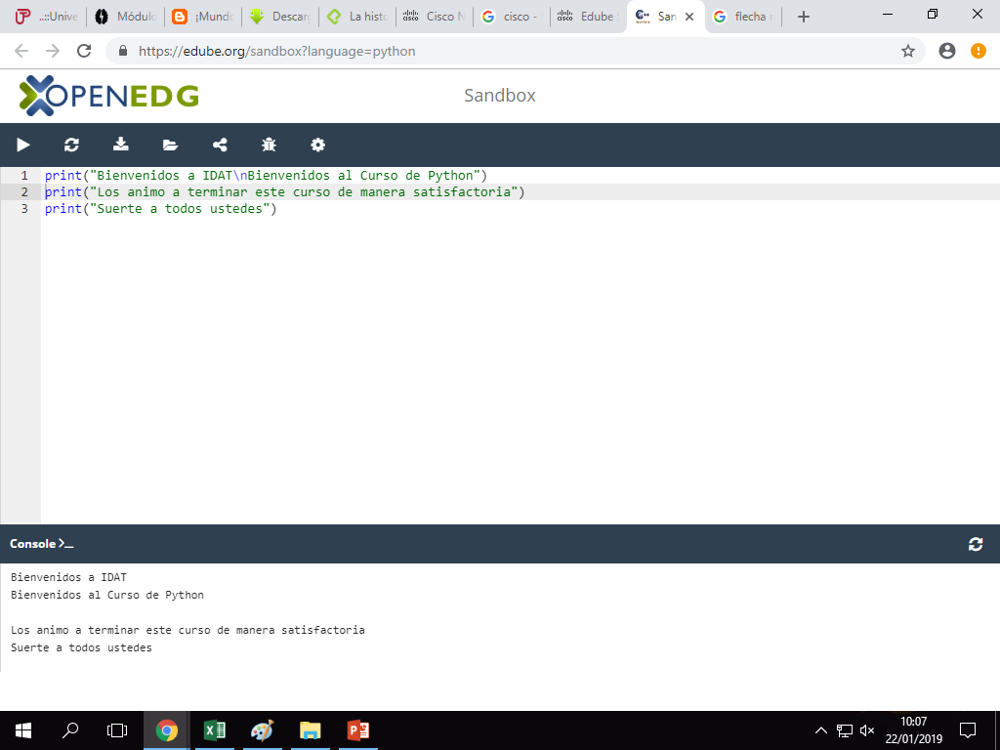 ..::Unive
Módulo
¡Mundo
Descar
La histo
Cisco N
cisco -
Edube S
San
flecha
https://edube.org/sandbox?language=python
OPENEDG
Sandbox
1 print("Bienvenidos a IDAT\nBienvenidos al Curso de Python")
2 print("Los animo a terminar este curso de manera satisfactoria")
3 print("Suerte a todos ustedes")
Console >_
Bienvenidos a IDAT
Bienvenidos al Curso de Python
Los animo a terminar este curso de manera satisfactoria
Suerte a todos ustedes
10:07
22/01/2019